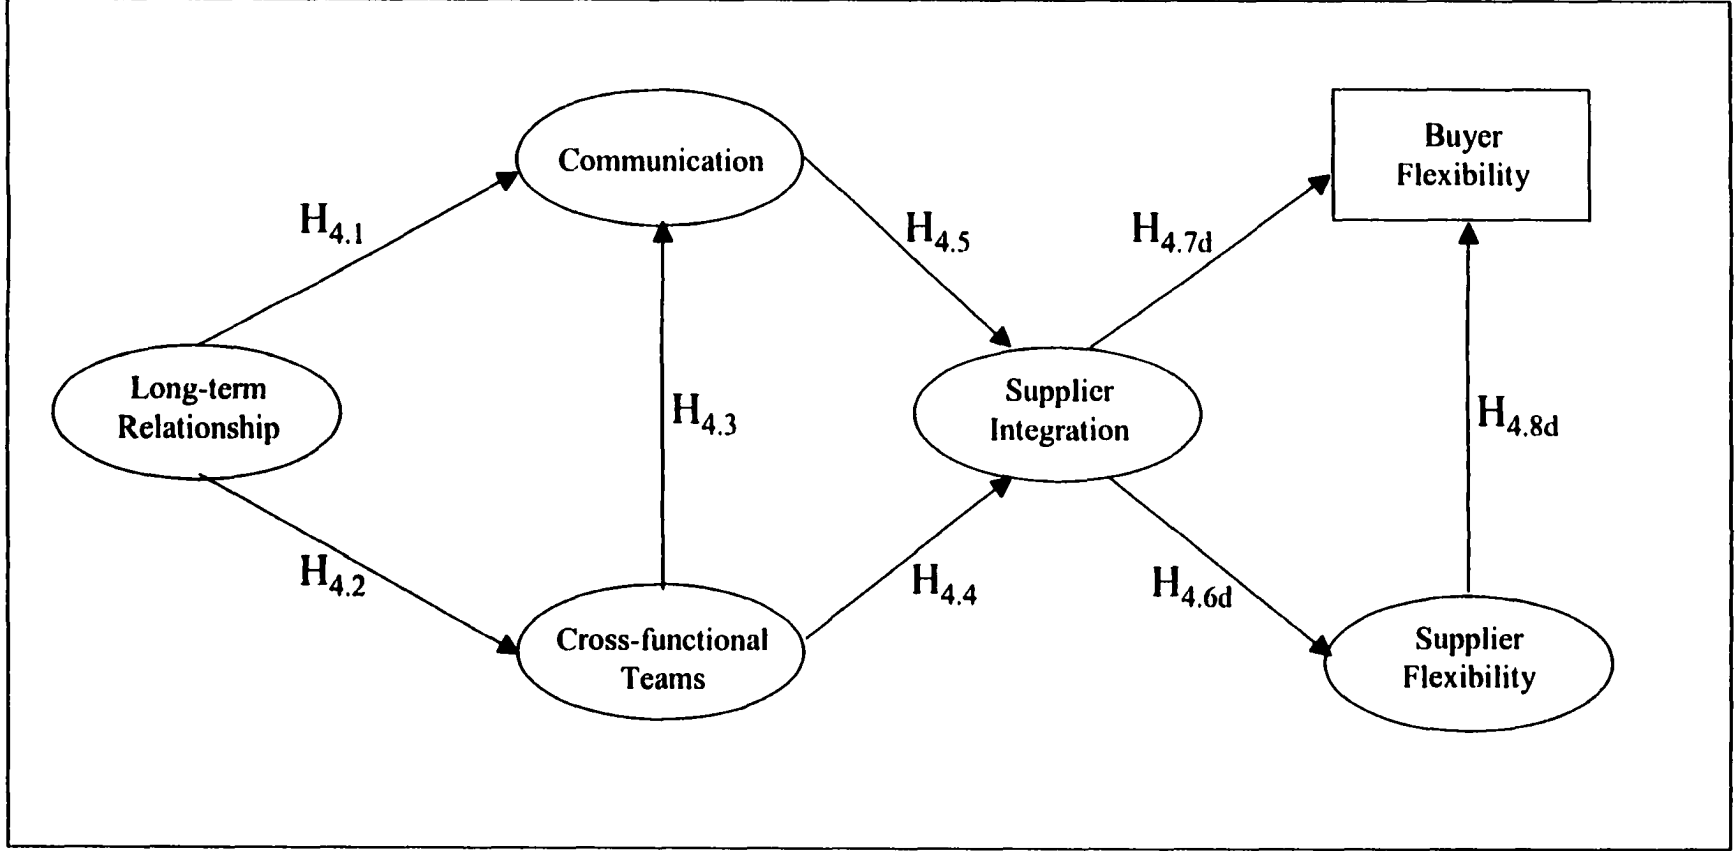 Communication
Buyer
Flexibility
H4.1
H4.5
H4.7d
Long-term
Relationship
H4.3
Supplier
Integration
H4.8d
H4.2
H4.4
H4.6d
Cross-functional
Teams
Supplier
Flexibility